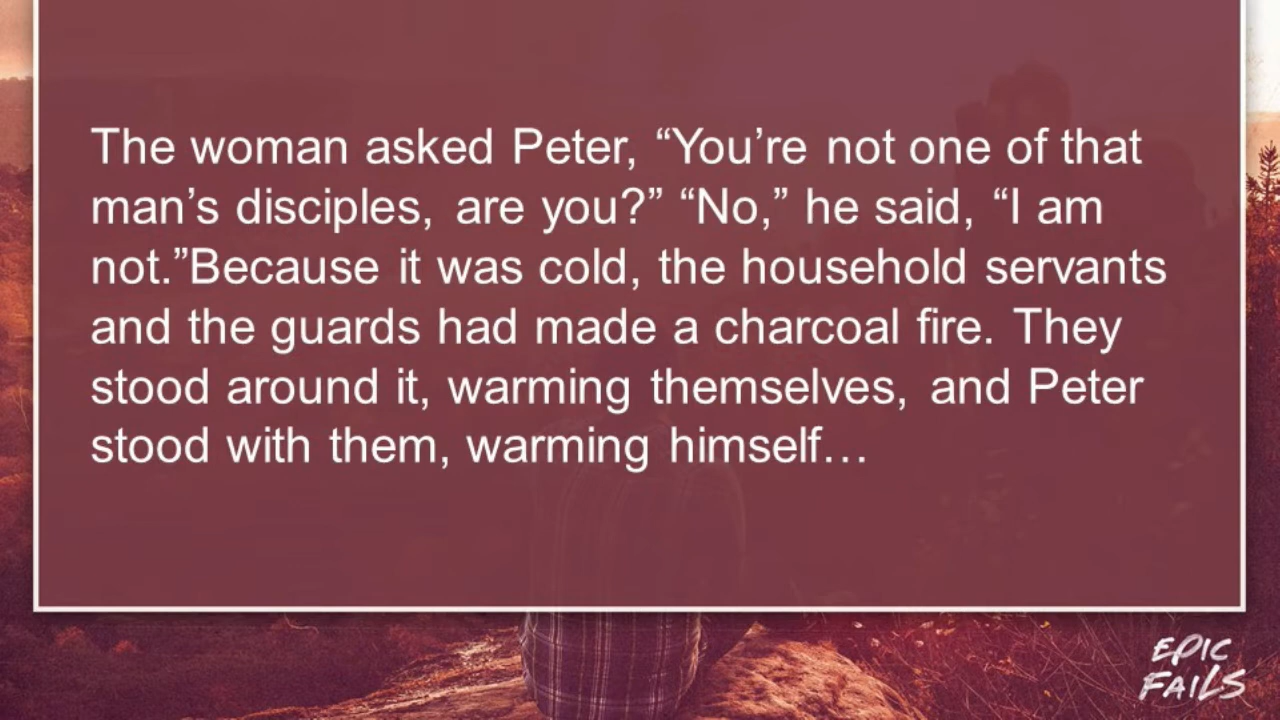 The woman asked Peter, “You’re not one of that
man’s disciples, are you?” “No,” he said, “I am
not.”Because it was cold, the household servants
and the guards had made a charcoal fire. They
stood around it, warming themselves, and Peter
stood with them, warming himself…
EPIC
FAILS